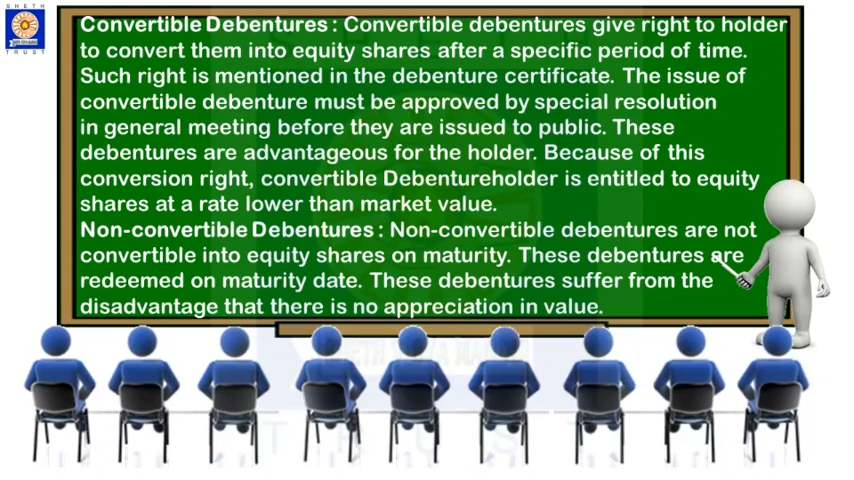 SHETH
TRUST
Convertible Debentures : Convertible debentures give right to holder
to convert them into equity shares after a specific period of time.
Such right is mentioned in the debenture certificate. The issue of
convertible debenture must be approved by special resolution
in general meeting before they are issued to public. These
debentures are advantageous for the holder. Because of this
conversion right, convertible Debentureholder is entitled to equity
shares at a rate lower than market value.
Non-convertible Debentures : Non-convertible debentures are not
convertible into equity shares on maturity. These debentures are
redeemed on maturity date. These debentures suffer from the
disadvantage that there is no appreciation in value.
TRUST